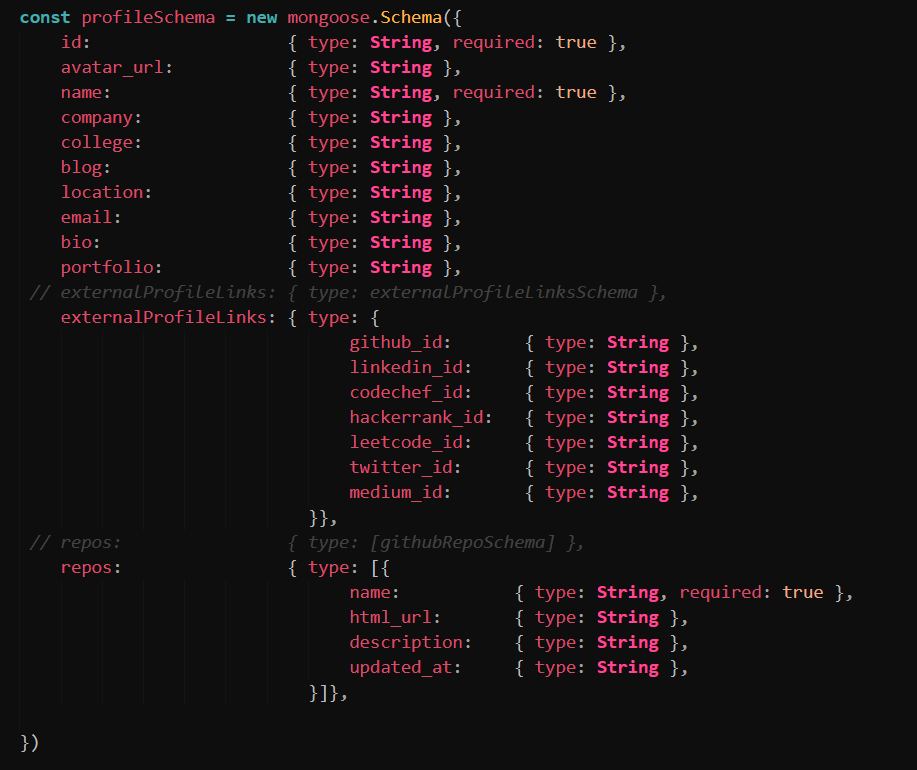 const profileSchema = new mongoose.Schema({
    id:                   { type: String, required: true },
    avatar_url:           { type: String },
    name:                 { type: String, required: true },
    company:              { type: String },
    college:              { type: String },
    blog:                 { type: String },
    location:             { type: String },
    email:                { type: String },
    bio:                  { type: String },
    portfolio:            { type: String },
 // externalProfileLinks: { type: externalProfileLinksSchema },
    externalProfileLinks: { type: {
                                github_id:       { type: String },
                                linkedin_id:     { type: String },
                                codechef_id:     { type: String },
                                hackerrank_id:   { type: String },
                                leetcode_id:     { type: String },
                                twitter_id:      { type: String },
                                medium_id:       { type: String },
                            }},
 // repos:                { type: [githubRepoSchema] },
    repos:                { type: [{
                                name:           { type: String, required: true },
                                html_url:       { type: String },
                                description:    { type: String },
                                updated_at:     { type: String },
                            }]},
})